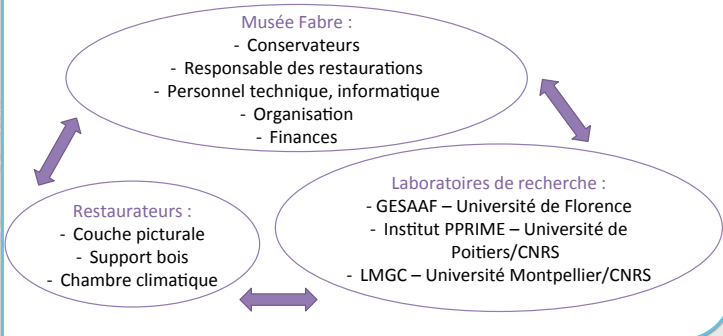 Musée Fabre :
- Conservateurs
- Responsable des restaurations
- Personnel technique, informatique
- Organisation
- Finances
Restaurateurs :
- Couche picturale
- Support bois
- Chambre climatique
Laboratoires de recherche :
- GESAAF – Université de Florence
- Institut PPRIME – Université de
Poitiers/CNRS
- LMGC – Université Montpellier/CNRS